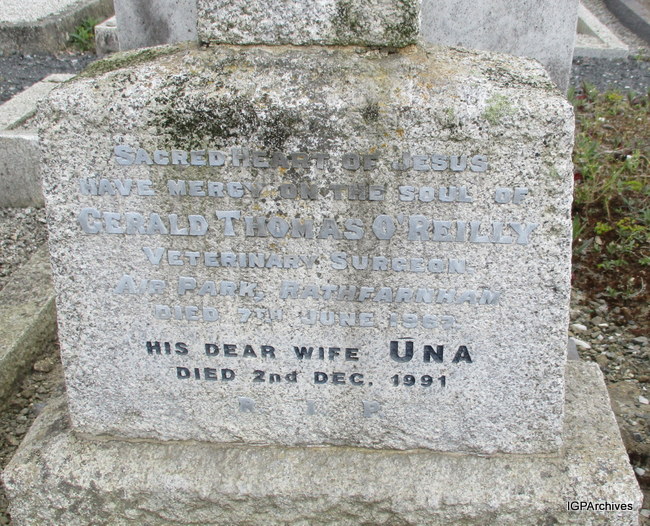 SACRED HEART OF JESUS
HAVE MERCY ON THE SOUL OF
GERALD THOMAS O'REILLY
VETERINARY SURGEON
AIR PARK, RATHFARNHAM
DIED 7TH JUNE
HIS DEAR WIFE UNA
DIED 2nd DEC. 1991
R I P
IGPArchives